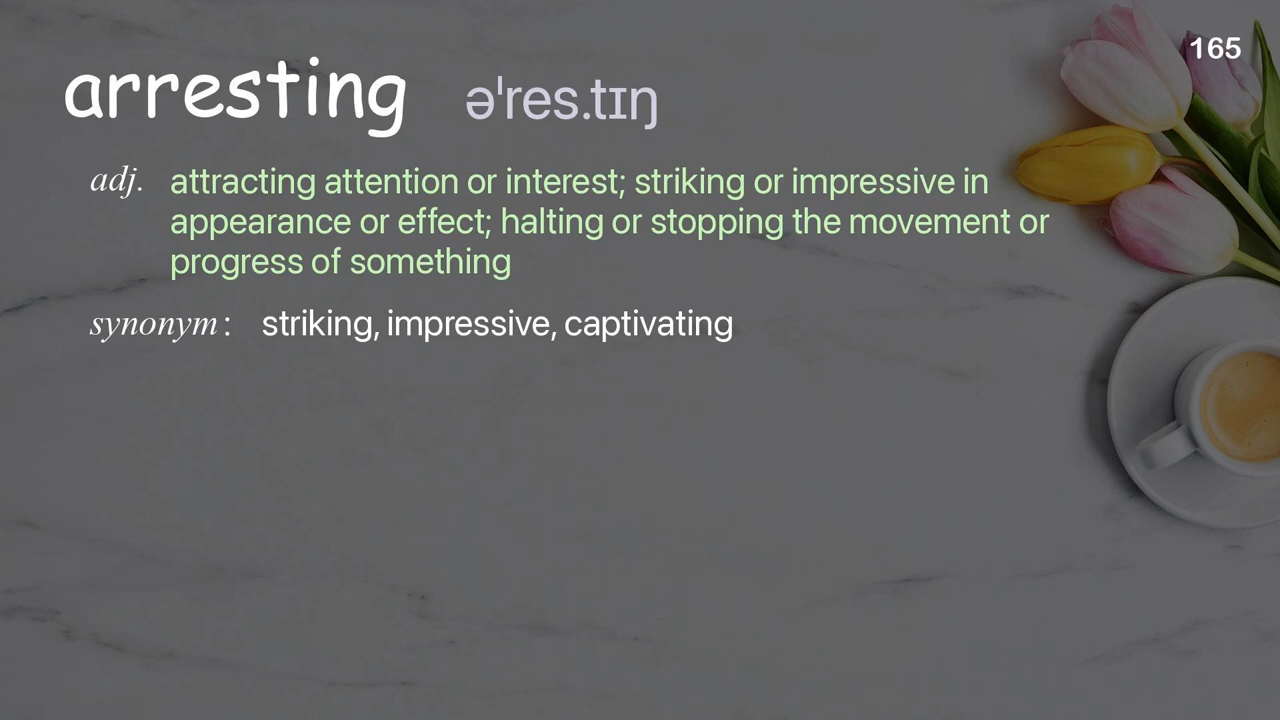 165
arresting əˈres.tɪŋ
adj. attracting attention or interest; striking or impressive in
appearance or effect; halting or stopping the movement or
progress of something
synonym: striking, impressive, captivating